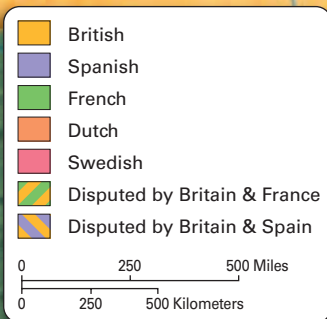 British
Spanish
French
Dutch
Swedish
Disputed by Britain & France
Disputed by Britain & Spain
0 250 500 Miles
0 250 500 Kilometers